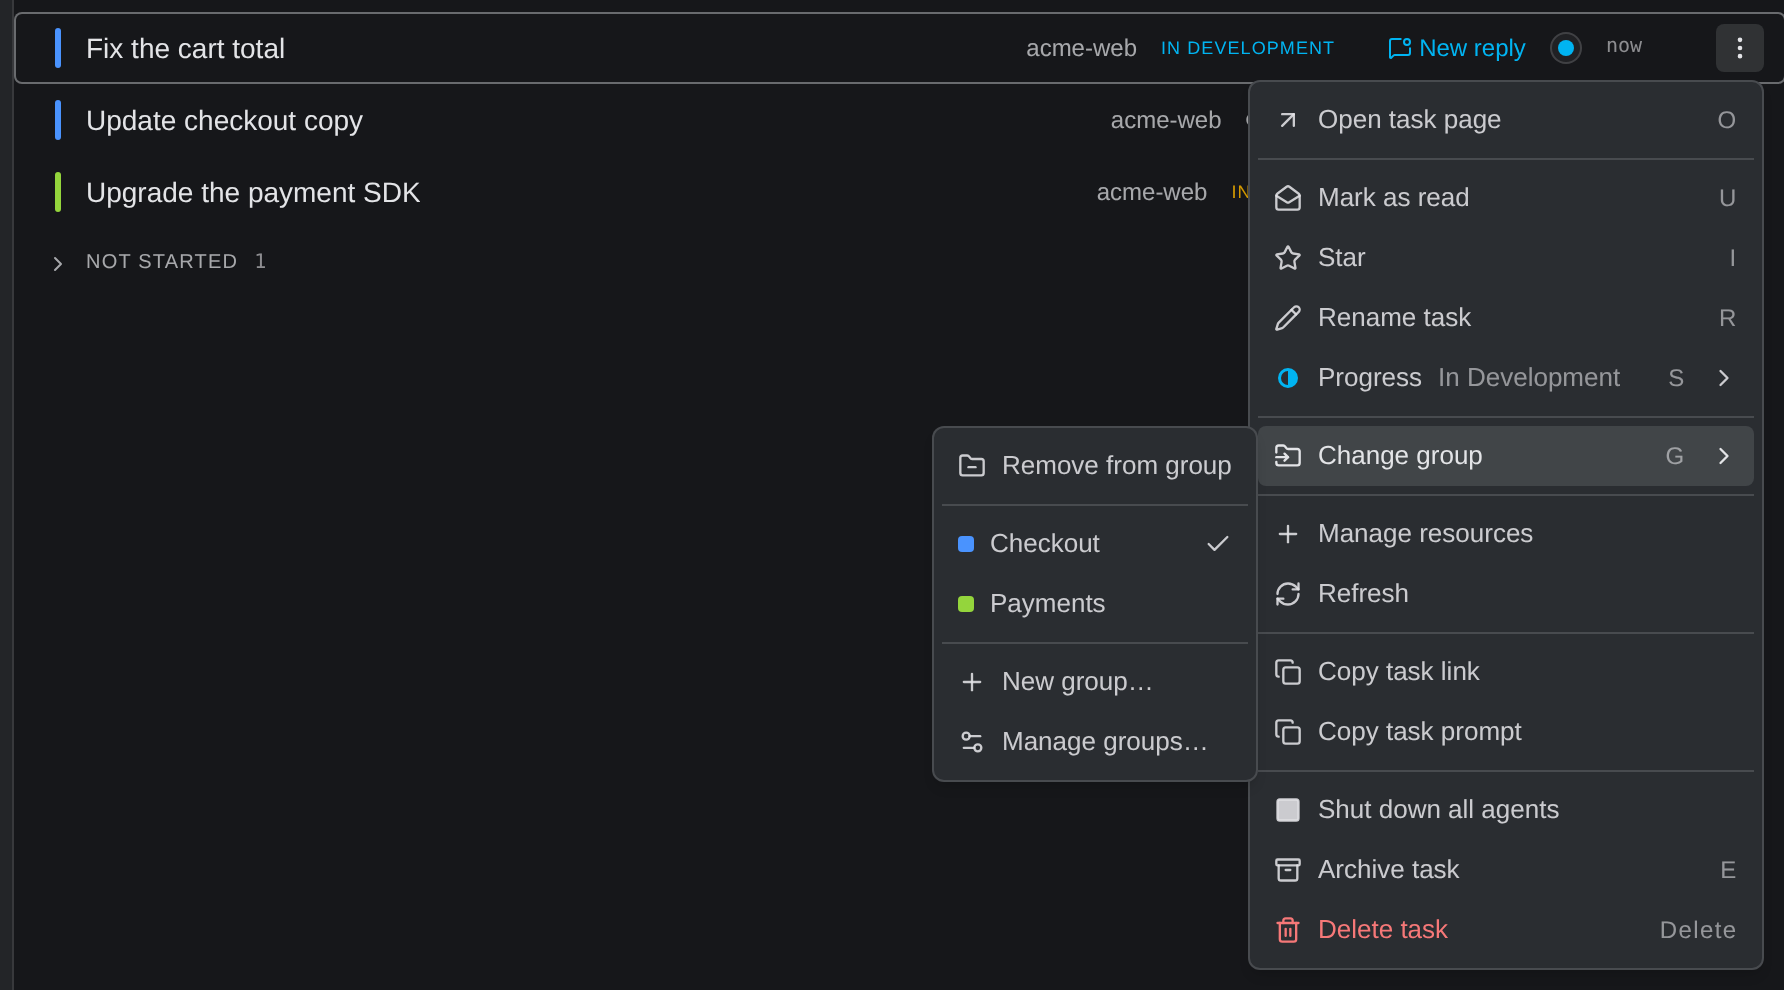 Fix the cart total acme-web IN DEVELOPMENT New reply now
Update checkout copy acme-web
Upgrade the payment SDK acme-web IN
NOT STARTED 1
Open task page O
Mark as read U
Star I
Rename task R
Progress In Development S
Change group G
Manage resources
Refresh
Copy task link
Copy task prompt
Shut down all agents
Archive task E
Delete task Delete
Remove from group
Checkout
Payments
New group…
Manage groups…